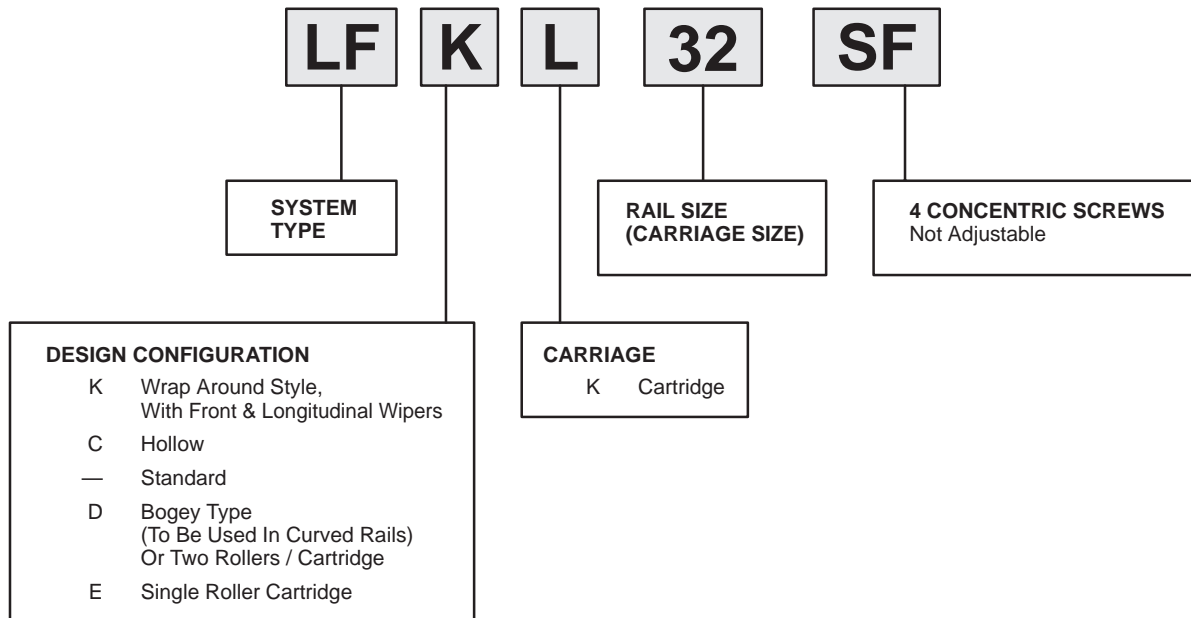 LF K L 32 SF
SYSTEM
TYPE
RAIL SIZE
(CARRIAGE SIZE)
4 CONCENTRIC SCREWS
Not Adjustable
DESIGN CONFIGURATION
K Wrap Around Style,
With Front & Longitudinal Wipers
C Hollow
— Standard
D Bogey Type
(To Be Used In Curved Rails)
Or Two Rollers / Cartridge
E Single Roller Cartridge
CARRIAGE
K Cartridge